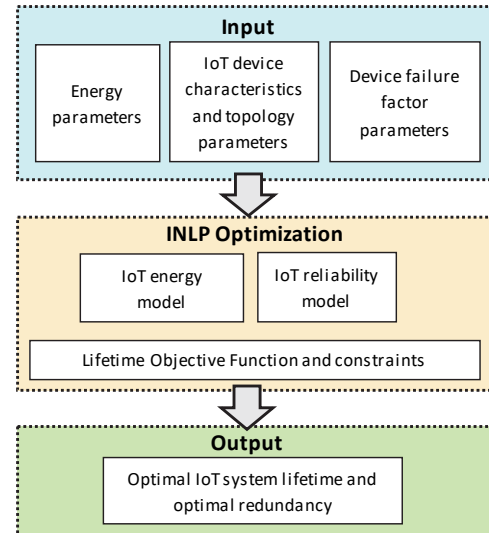 Input
Energy
parameters
IoT device
characteristics
and topology
parameters
Device failure
factor
parameters
INLP Optimization
IoT energy
model
IoT reliability
model
Lifetime Objective Function and constraints
Output
Optimal IoT system lifetime and
optimal redundancy